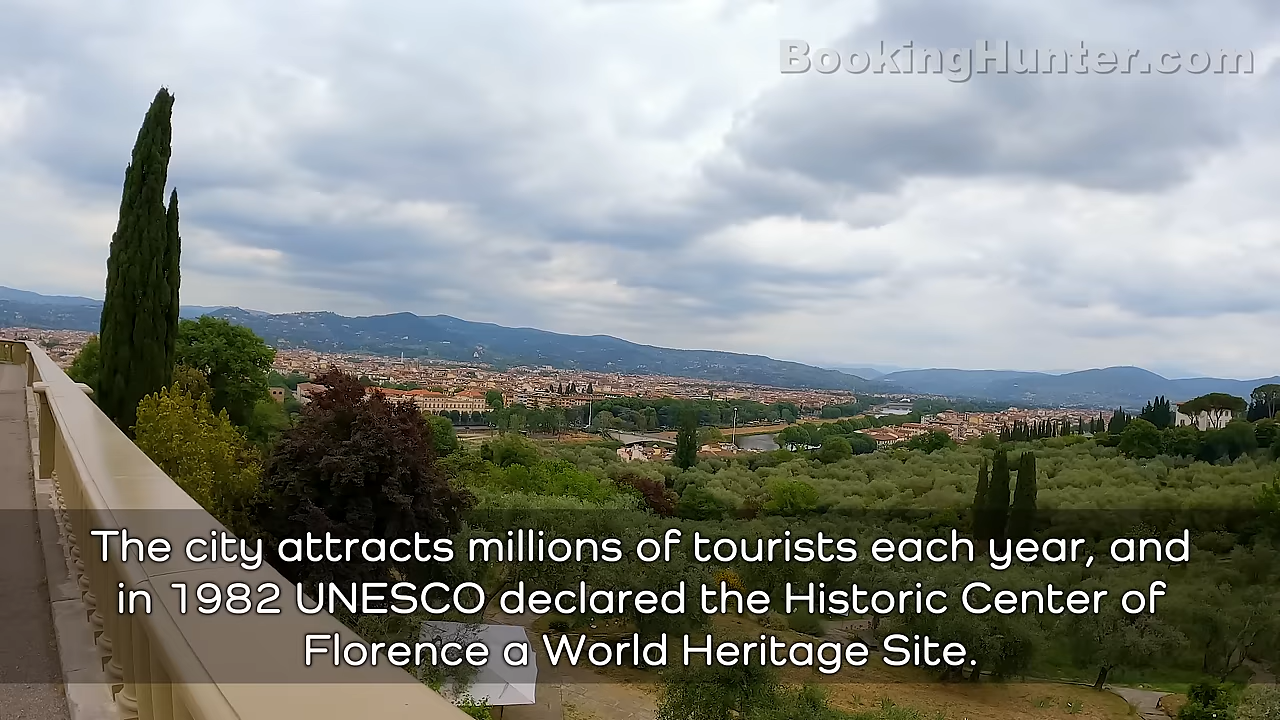 BookingHunter.com
The city attracts millions of tourists each year, and
in 1982 UNESCO declared the Historic Center of
Florence a World Heritage Site.